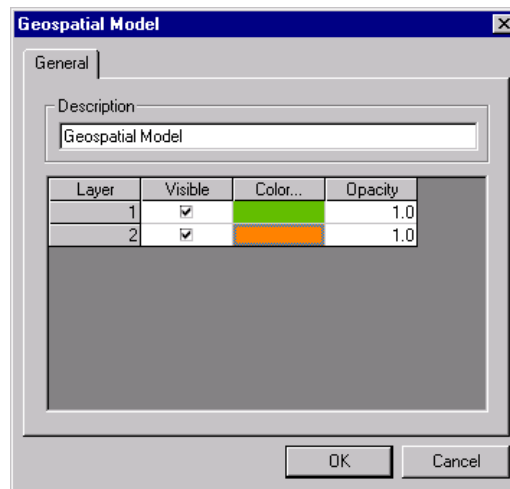 Geospatial Model
General
Description
Geospatial Model
Layer Visible Color... Opacity
1 1.0
2 1.0
OK Cancel